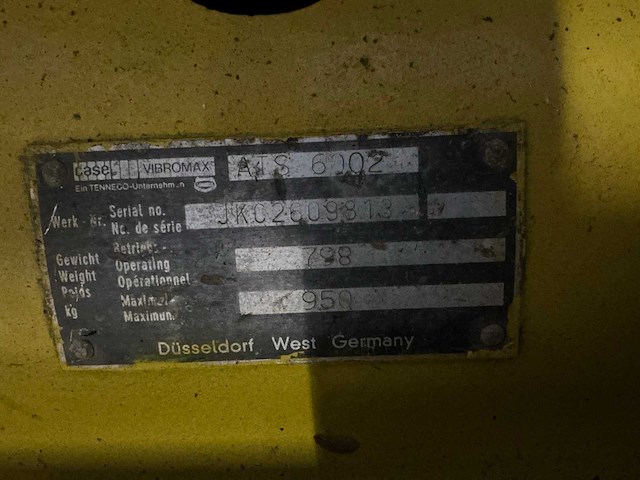 case VIBROMAX ATS 6002
Ein TENNECO-Unternehmen
Werk-Nr. Serial no. JKC2609813
No. de série
Gewicht Betriebs- 798
Weight Operating
Poids Opérationnel
kg Maximal 950
Maximum
Düsseldorf West Germany